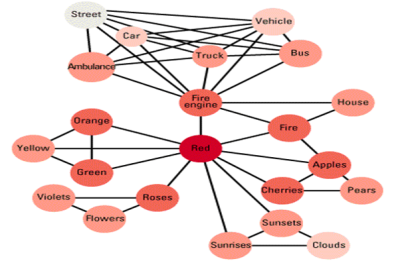 Street
Vehicle
Car
Truck
Bus
Ambulance
Fire
engine
House
Orange
Fire
Yellow
Red
Green
Apples
Violets
Roses
Cherries
Pears
Flowers
Sunsets
Sunrises
Clouds